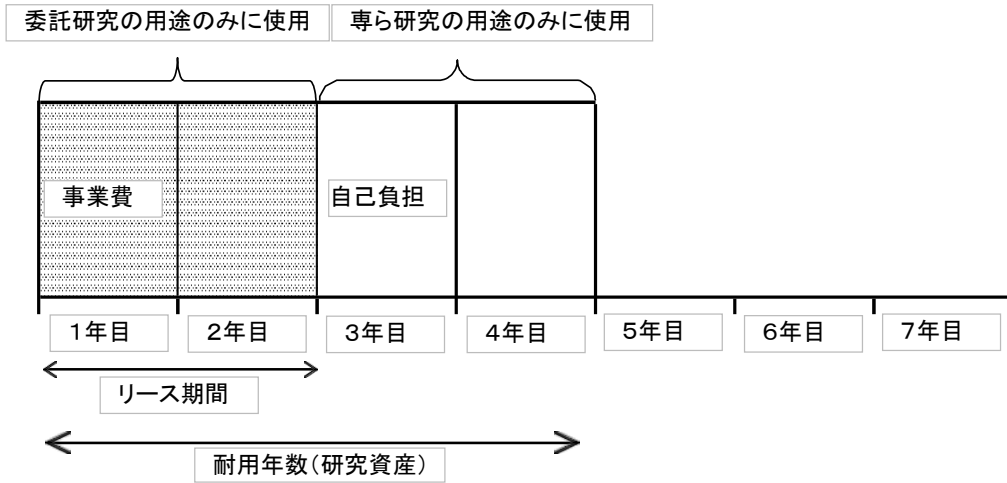 委託研究の用途のみに使用
専ら研究の用途のみに使用
事業費
自己負担
1年目
2年目
3年目
4年目
5年目
6年目
7年目
リース期間
耐用年数(研究資産)